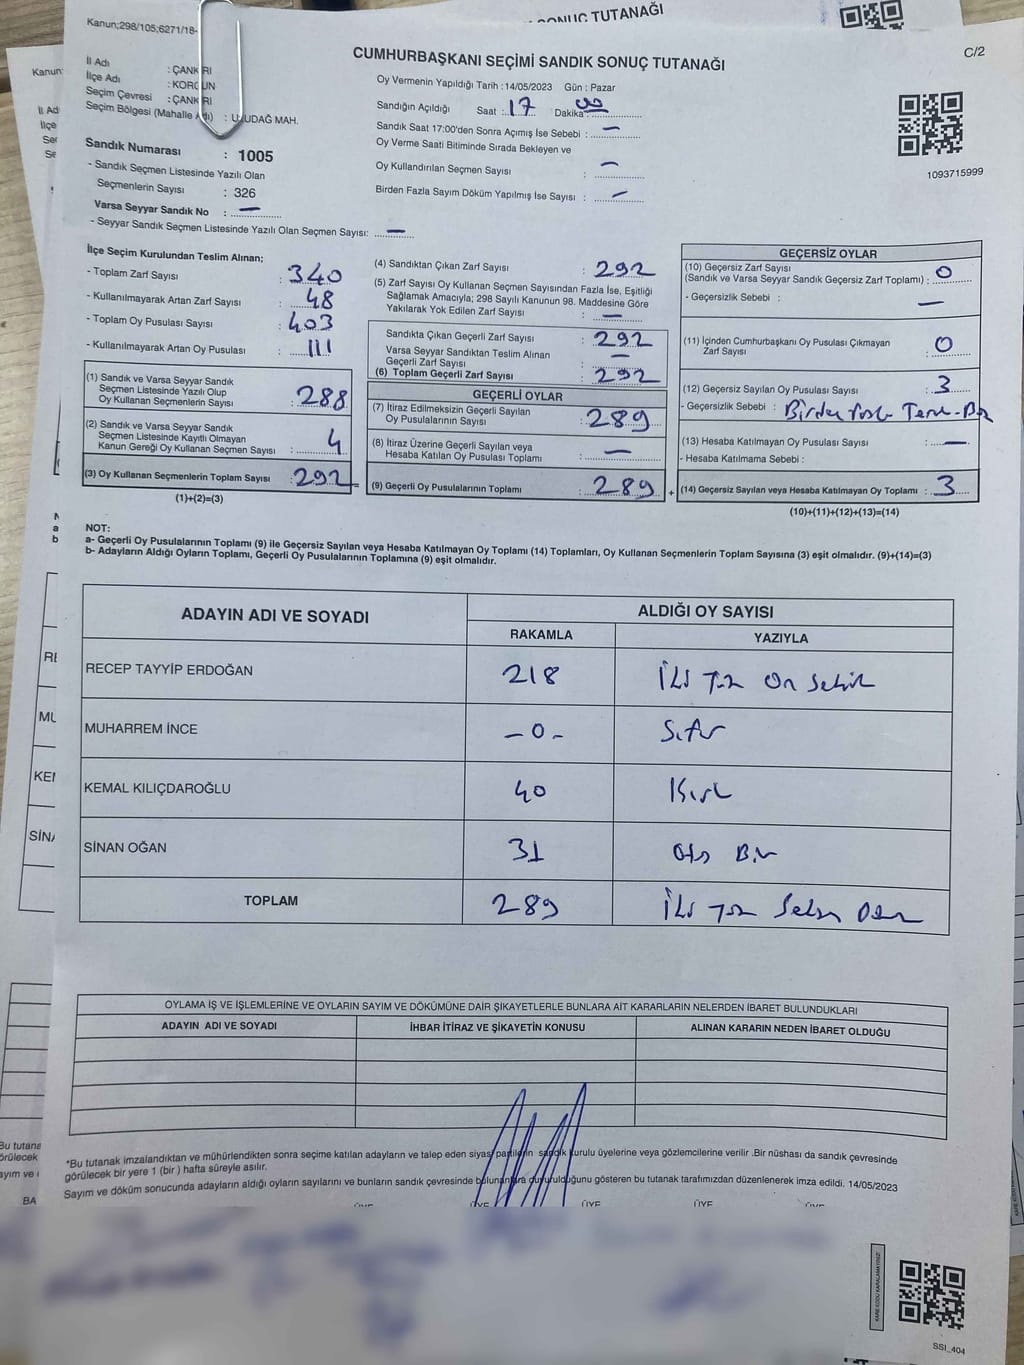 SONUÇ TUTANAĞI
Kanun;298/105;6271/18-
C/2
CUMHURBAŞKANI SEÇİMİ SANDIK SONUÇ TUTANAĞI
İl Adı : ÇANKIRI
İlçe Adı : KORGUN
Seçim Çevresi : ÇANKIRI
Seçim Bölgesi (Mahalle Adı) : ULUDAĞ MAH.
Oy Vermenin Yapıldığı Tarih : 14/05/2023 Gün : Pazar
Sandığın Açıldığı Saat : 17 Dakika : 00
Sandık Saat 17:00'den Sonra Açımış İse Sebebi : —
Oy Verme Saati Bitiminde Sırada Bekleyen ve
Oy Kullandırılan Seçmen Sayısı : —
Birden Fazla Sayım Döküm Yapılmış İse Sayısı : —
1093715999
Sandık Numarası : 1005
- Sandık Seçmen Listesinde Yazılı Olan
Seçmenlerin Sayısı : 326
Varsa Seyyar Sandık No : —
- Seyyar Sandık Seçmen Listesinde Yazılı Olan Seçmen Sayısı: —
İlçe Seçim Kurulundan Teslim Alınan;
- Toplam Zarf Sayısı : 340
- Kullanılmayarak Artan Zarf Sayısı : 48
- Toplam Oy Pusulası Sayısı : 403
- Kullanılmayarak Artan Oy Pusulası : 111
(1) Sandık ve Varsa Seyyar Sandık
Seçmen Listesinde Yazılı Olup
Oy Kullanan Seçmenlerin Sayısı : 288
(2) Sandık ve Varsa Seyyar Sandık
Seçmen Listesinde Kayıtlı Olmayan
Kanun Gereği Oy Kullanan Seçmen Sayısı : 4
(3) Oy Kullanan Seçmenlerin Toplam Sayısı : 292 =
(1)+(2)=(3)
(4) Sandıktan Çıkan Zarf Sayısı : 292
(5) Zarf Sayısı Oy Kullanan Seçmen Sayısından Fazla İse, Eşitliği
Sağlamak Amacıyla; 298 Sayılı Kanunun 98. Maddesine Göre
Yakılarak Yok Edilen Zarf Sayısı : —
Sandıkta Çıkan Geçerli Zarf Sayısı : 292
Varsa Seyyar Sandıktan Teslim Alınan
Geçerli Zarf Sayısı : —
(6) Toplam Geçerli Zarf Sayısı : 292
GEÇERLİ OYLAR
(7) İtiraz Edilmeksizin Geçerli Sayılan
Oy Pusulalarının Sayısı : 289
(8) İtiraz Üzerine Geçerli Sayılan veya
Hesaba Katılan Oy Pusulası Toplamı : —
(9) Geçerli Oy Pusulalarının Toplamı : 289 +
GEÇERSİZ OYLAR
(10) Geçersiz Zarf Sayısı
(Sandık ve Varsa Seyyar Sandık Geçersiz Zarf Toplamı) : 0
- Geçersizlik Sebebi : —
(11) İçinden Cumhurbaşkanı Oy Pusulası Çıkmayan
Zarf Sayısı : 0
(12) Geçersiz Sayılan Oy Pusulası Sayısı : 3
- Geçersizlik Sebebi :
(13) Hesaba Katılmayan Oy Pusulası Sayısı : —
- Hesaba Katılmama Sebebi :
(14) Geçersiz Sayılan veya Hesaba Katılmayan Oy Toplamı : 3
(10)+(11)+(12)+(13)=(14)
NOT:
a- Geçerli Oy Pusulalarının Toplamı (9) ile Geçersiz Sayılan veya Hesaba Katılmayan Oy Toplamı (14) Toplamları, Oy Kullanan Seçmenlerin Toplam Sayısına (3) eşit olmalıdır. (9)+(14)=(3)
b- Adayların Aldığı Oyların Toplamı, Geçerli Oy Pusulalarının Toplamına (9) eşit olmalıdır.
ADAYIN ADI VE SOYADI ALDIĞI OY SAYISI
RAKAMLA YAZIYLA
RECEP TAYYİP ERDOĞAN 218 İki Yüz On Sekiz
MUHARREM İNCE - 0 - Sıfır
KEMAL KILIÇDAROĞLU 40 Kırk
SİNAN OĞAN 31 Otuz Bir
TOPLAM 289 İki Yüz Seksen Dokuz
OYLAMA İŞ VE İŞLEMLERİNE VE OYLARIN SAYIM VE DÖKÜMÜNE DAİR ŞİKAYETLERLE BUNLARA AİT KARARLARIN NELERDEN İBARET BULUNDUKLARI
ADAYIN ADI VE SOYADI İHBAR İTİRAZ VE ŞİKAYETİN KONUSU ALINAN KARARIN NEDEN İBARET OLDUĞU
*Bu tutanak imzalandıktan ve mühürlendikten sonra seçime katılan adayların ve talep eden siyasi partilerin sandık kurulu üyelerine veya gözlemcilerine verilir .Bir nüshası da sandık çevresinde
görülecek bir yere 1 (bir ) hafta süreyle asılır.
Sayım ve döküm sonucunda adayların aldığı oyların sayılarını ve bunların sandık çevresinde bulunanlara duyurulduğunu gösteren bu tutanak tarafımızdan düzenlenerek imza edildi. 14/05/2023
ÜYE ÜYE ÜYE ÜYE ÜYE
KARE KODU KARALAMAYINIZ!
SSI_404